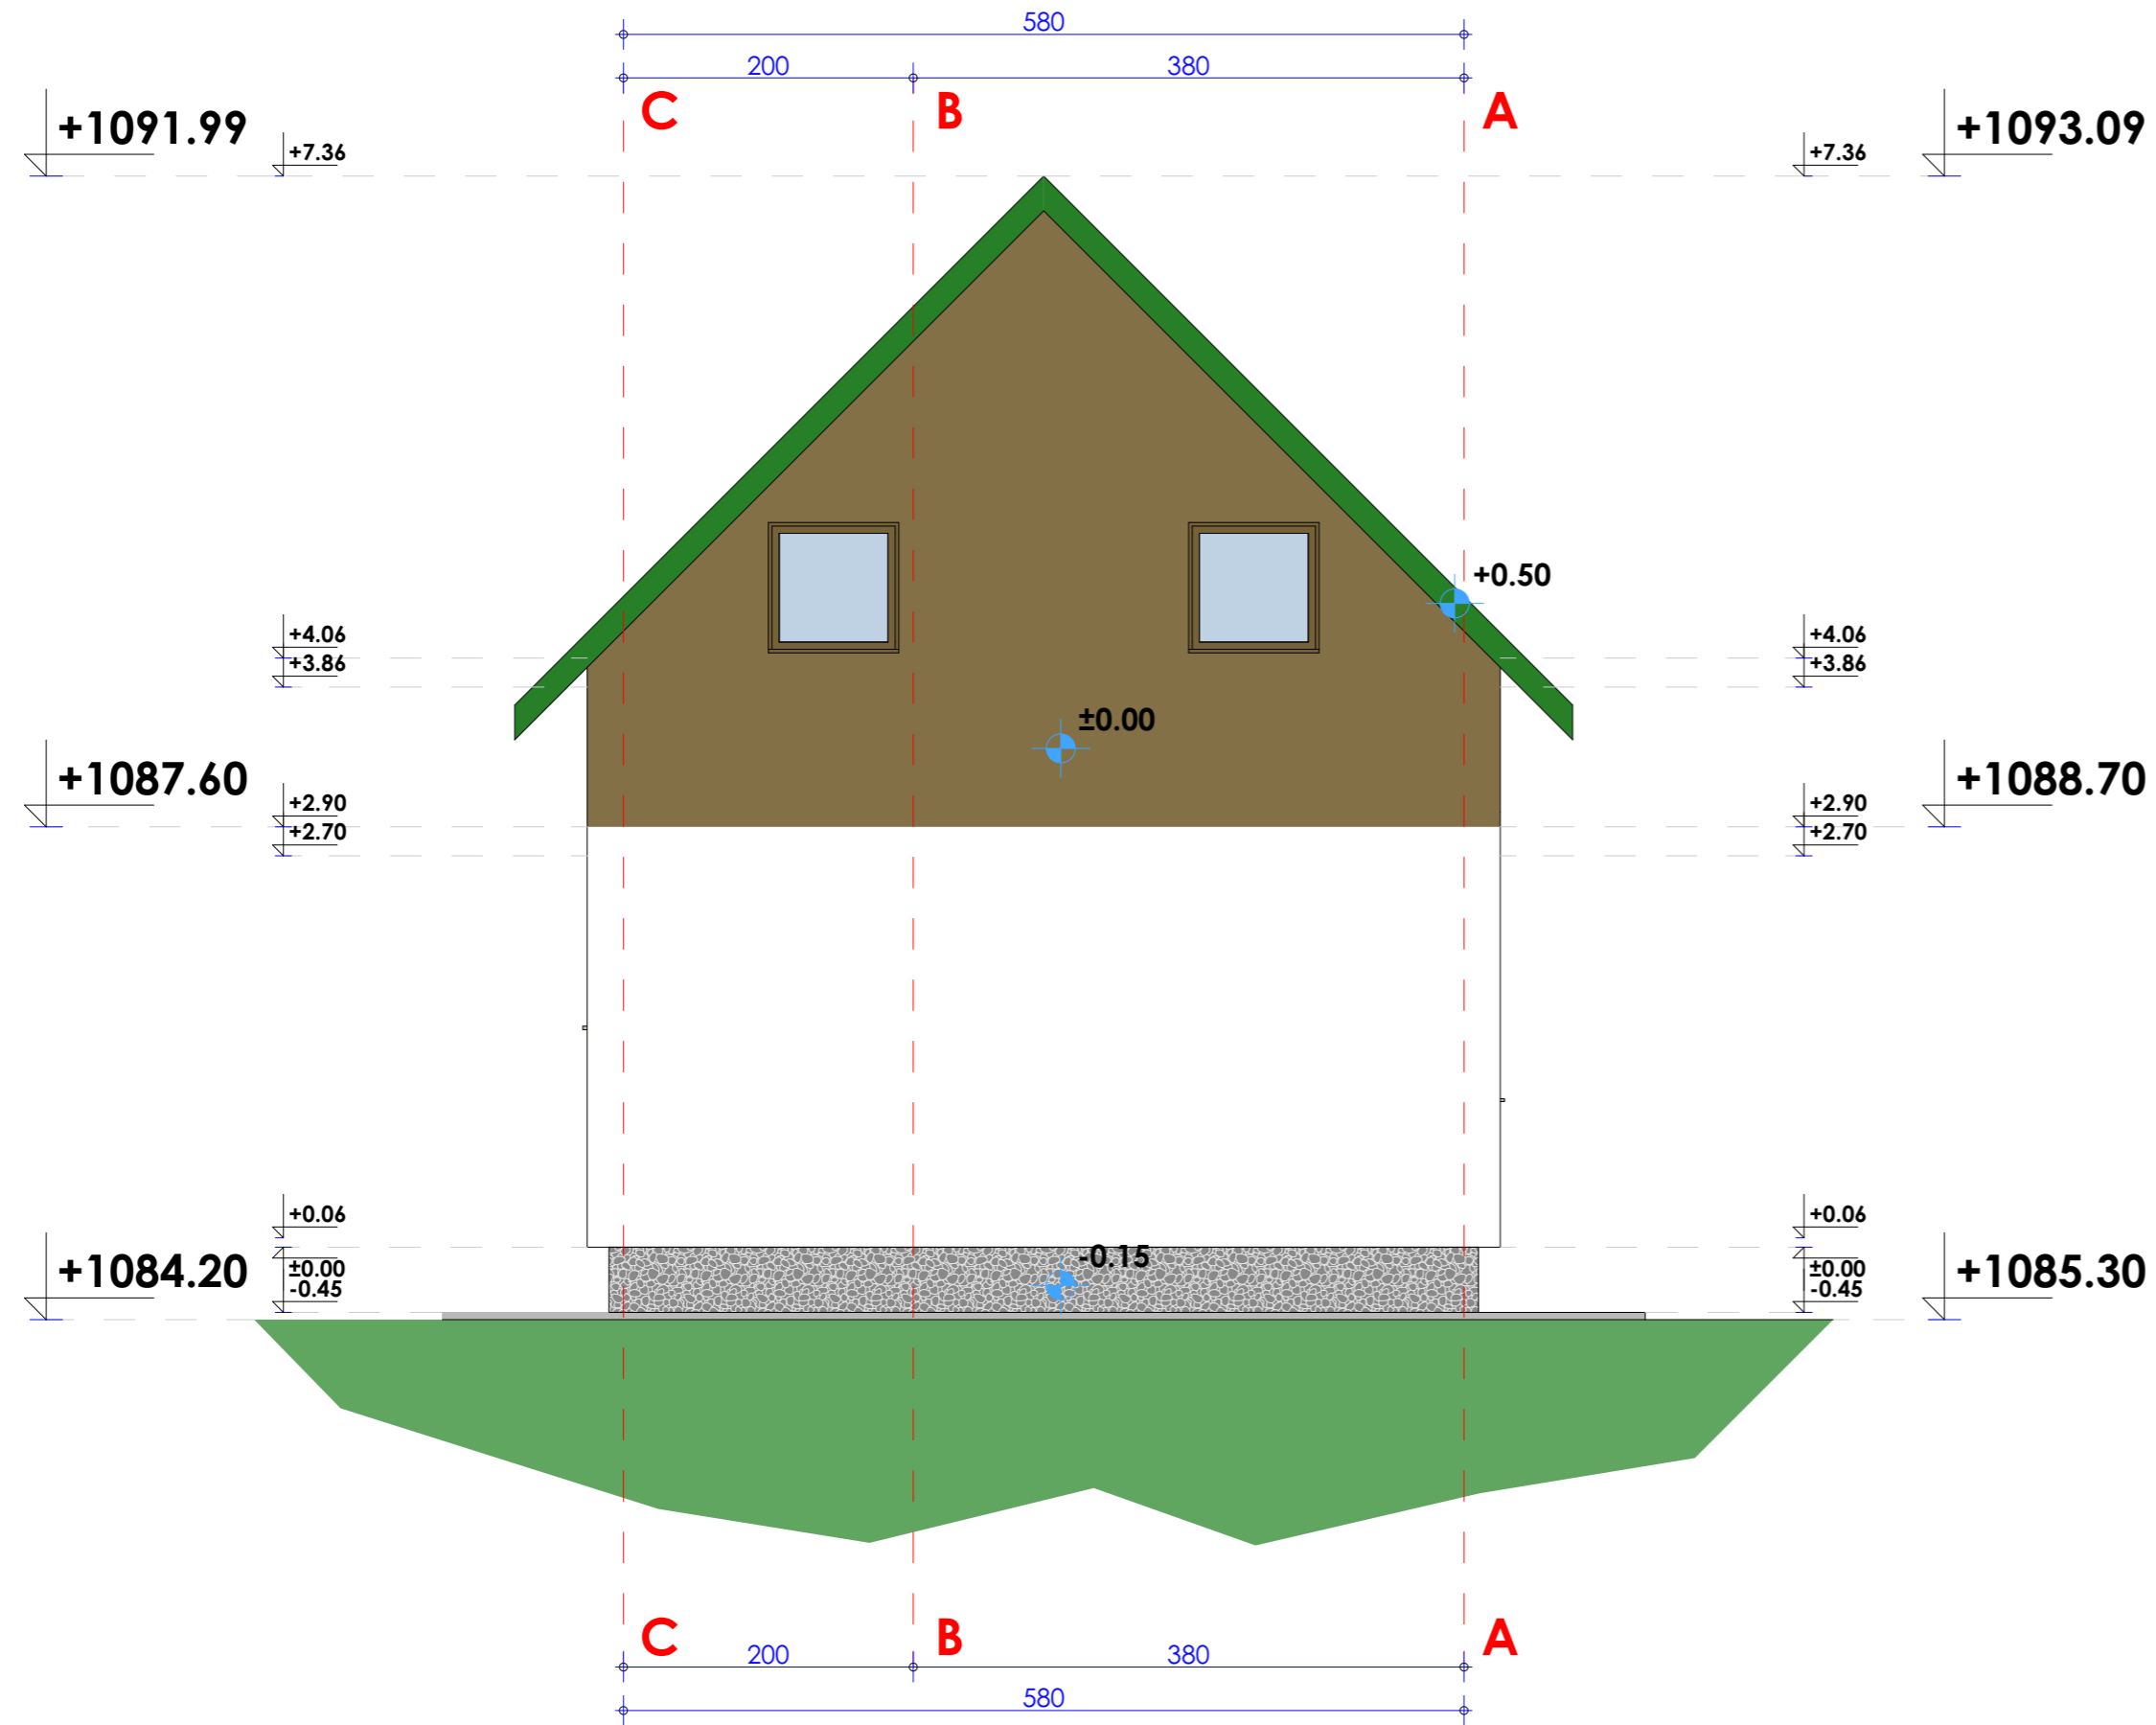 580
200 380
C B A
+1091.99 +7.36 +7.36 +1093.09
+0.50
+4.06 +4.06
+3.86 +3.86
±0.00
+1087.60 +2.90 +2.90 +1088.70
+2.70 +2.70
+0.06 +0.06
-0.15
+1084.20 ±0.00 ±0.00 +1085.30
-0.45 -0.45
C B A
200 380
580